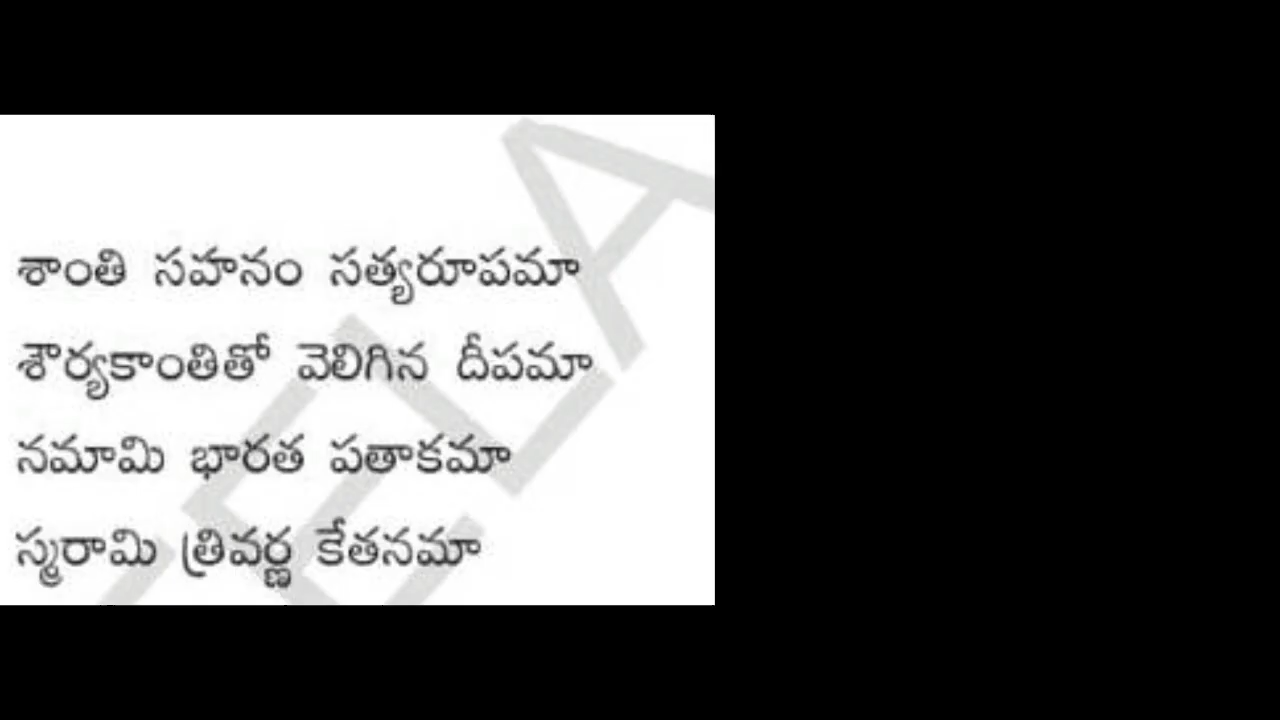 శాంతి సహనం సత్యరూపమా
శౌర్యకాంతితో వెలిగిన దీపమా
నమామి భారత పతాకమా
స్మరామి త్రివర్ణ కేతనమా